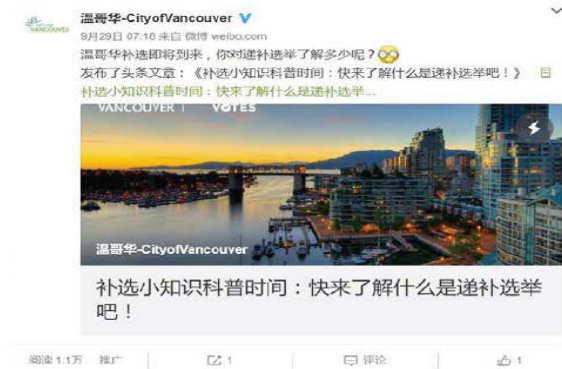 温哥华-CityofVancouver V
9月29日 07:16 来自 微博 weibo.com
温哥华补选即将到来，你对递补选举了解多少呢？
发布了头条文章：《补选小知识科普时间：快来了解什么是递补选举吧！》
补选小知识科普时间：快来了解什么是递补选举...
VANCOUVER | VOTES
温哥华-CityofVancouver
补选小知识科普时间：快来了解什么是递补选举
吧！
阅读 1.1万 推广 1 评论 1